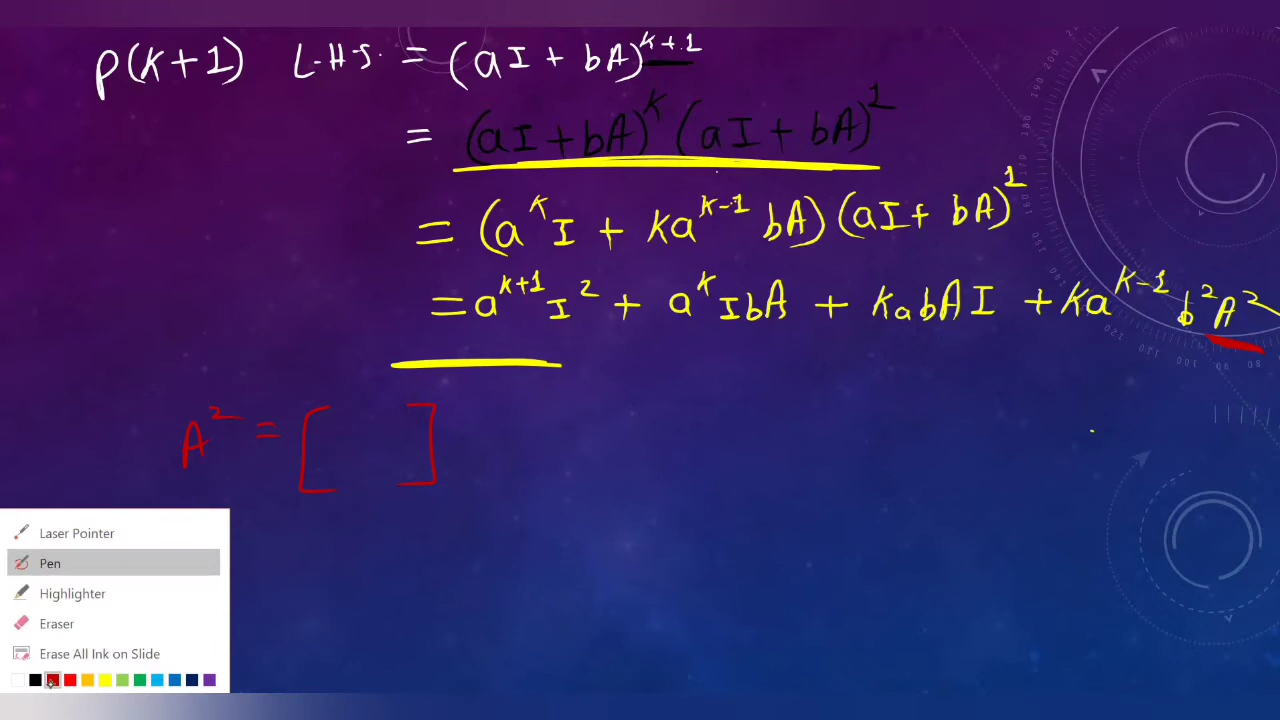 P(K+1) L.H.S. = (aI + bA)^{K+1}
= (aI + bA)^K (aI + bA)^1
= (a^K I + Ka^{K-1} bA) (aI + bA)^1
= a^{K+1} I^2 + a^K IbA + KabAI + Ka^{K-1} b^2A^2
A^2 = [ ]
Laser Pointer
Pen
Highlighter
Eraser
Erase All Ink on Slide